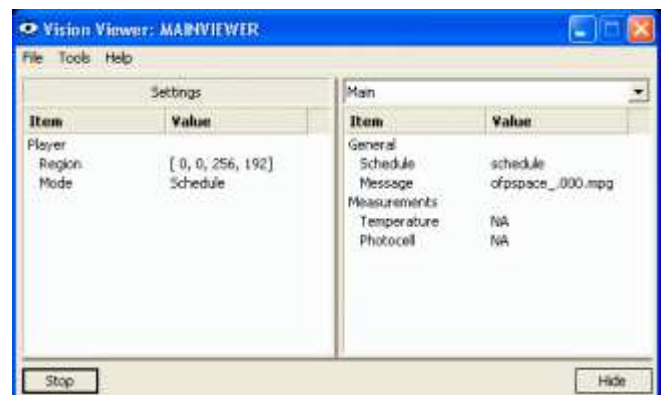 Vision Viewer: MAINVIEWER
File Tools Help
Settings
Item Value
Player
Region [ 0, 0, 256, 192]
Mode Schedule
Main
Item Value
General
Schedule schedule
Message ofpspace_.000.mpg
Measurements
Temperature NA
Photocell NA
Stop
Hide